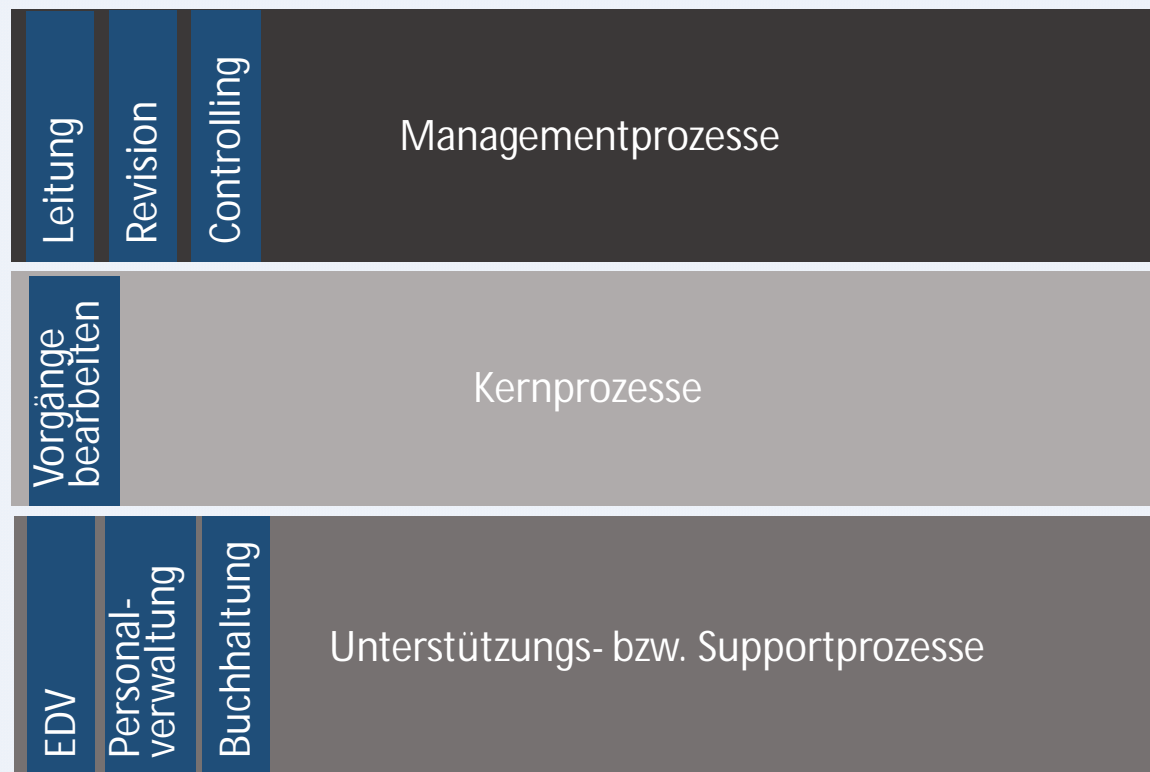 Leitung
Revision
Controlling
Managementprozesse
Vorgänge
bearbeiten
Kernprozesse
EDV
Personal-
verwaltung
Buchhaltung
Unterstützungs- bzw. Supportprozesse